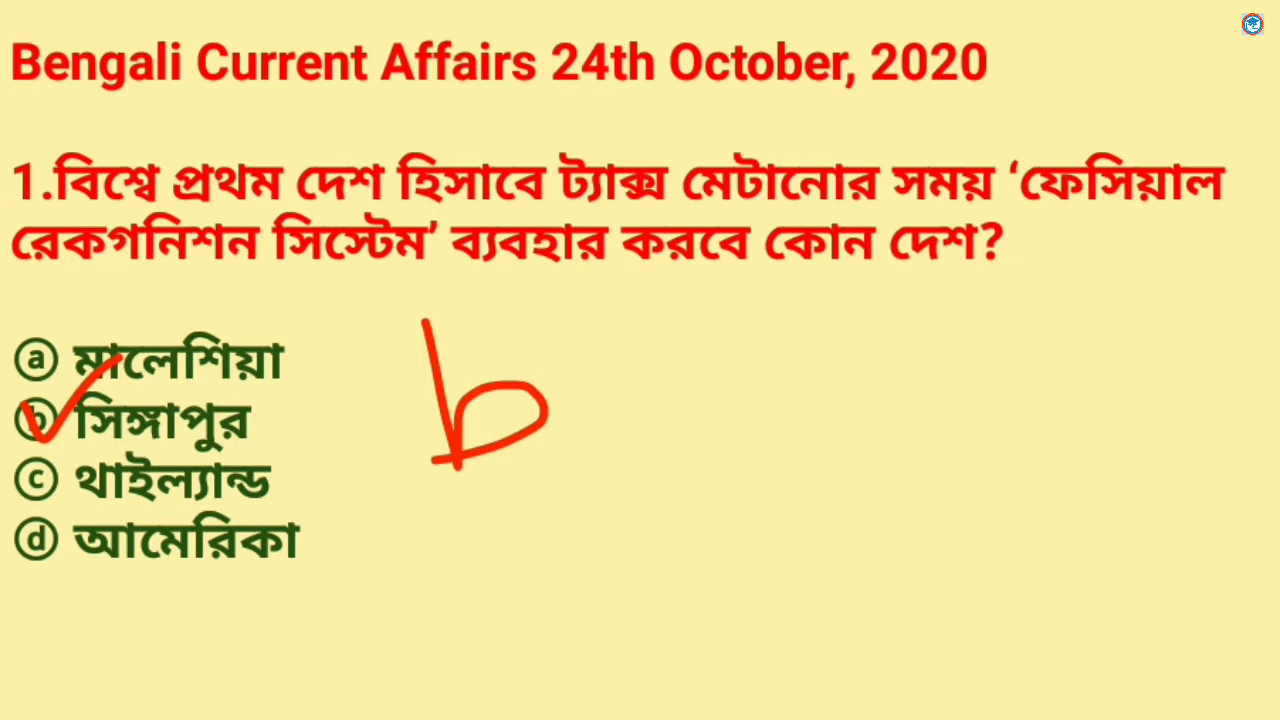 Bengali Current Affairs 24th October, 2020
1.বিশ্বে প্রথম দেশ হিসাবে ট্যাক্স মেটানোর সময় ‘ফেসিয়াল
রেকগনিশন সিস্টেম’ ব্যবহার করবে কোন দেশ?
ⓐ মালেশিয়া
ⓑ সিঙ্গাপুর
ⓒ থাইল্যান্ড
ⓓ আমেরিকা
b